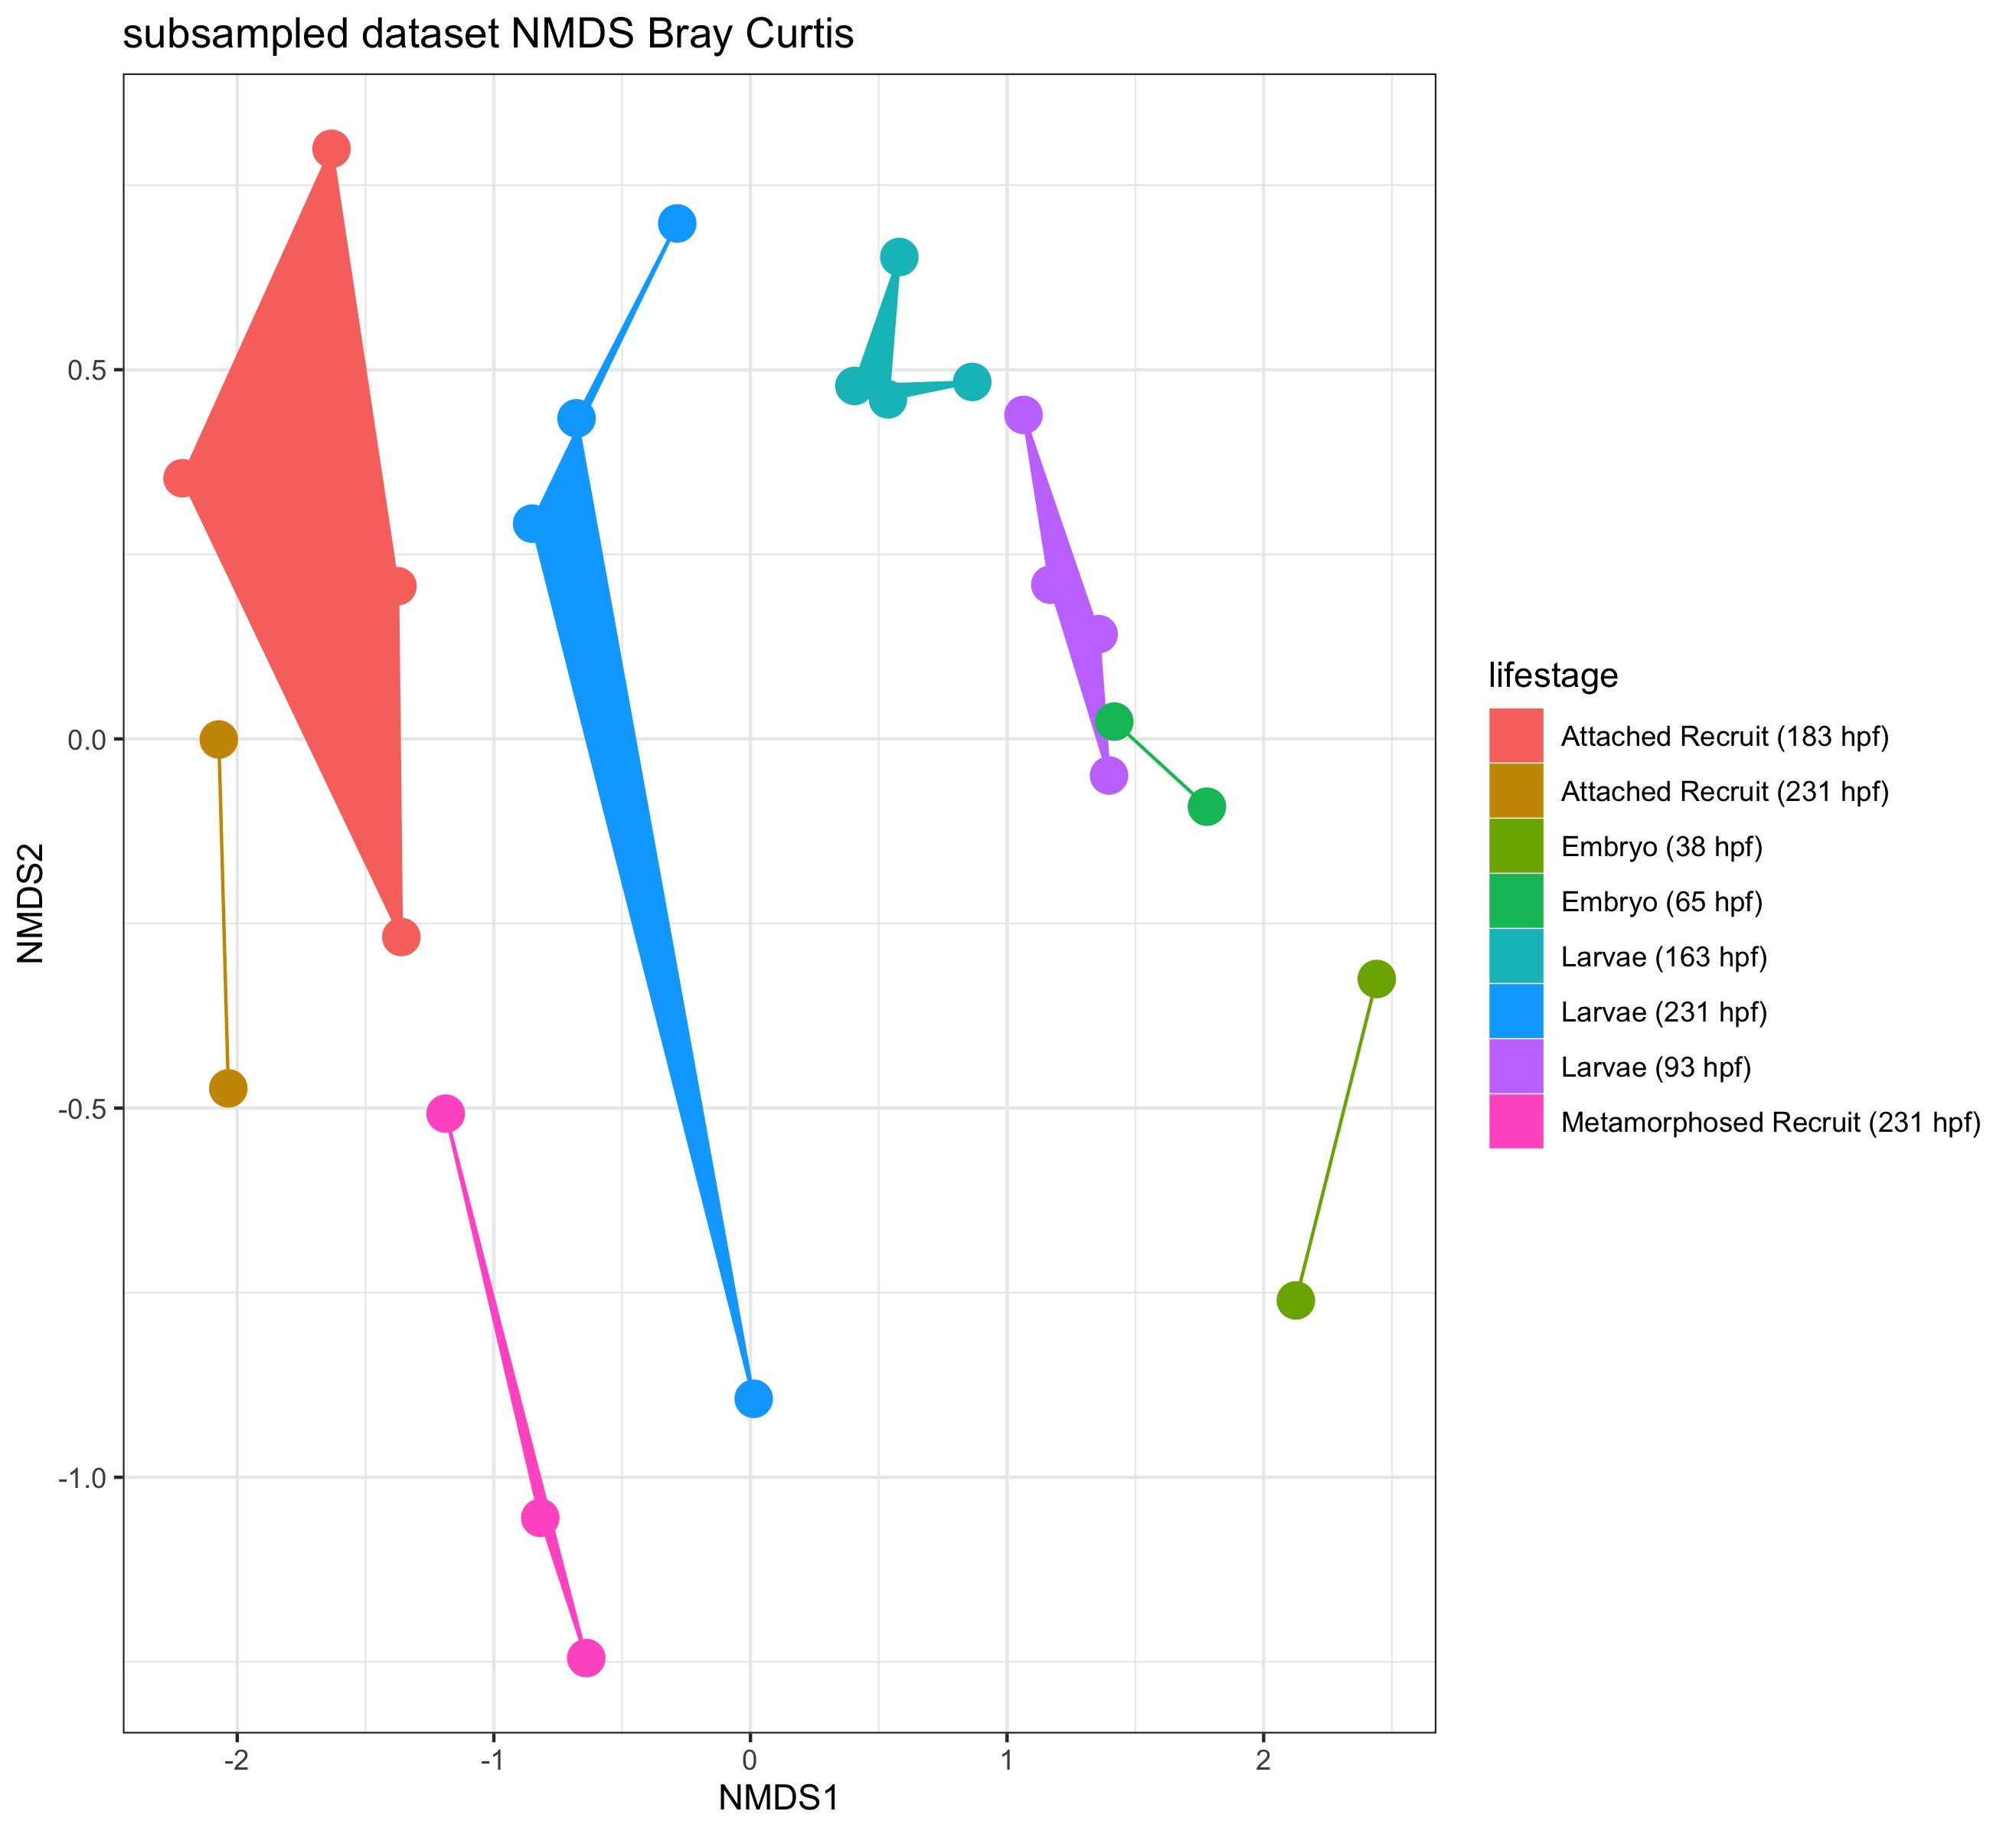 subsampled dataset NMDS Bray Curtis
0.5
0.0
-0.5
-1.0
NMDS2
-2
-1
0
1
2
NMDS1
lifestage
Attached Recruit (183 hpf)
Attached Recruit (231 hpf)
Embryo (38 hpf)
Embryo (65 hpf)
Larvae (163 hpf)
Larvae (231 hpf)
Larvae (93 hpf)
Metamorphosed Recruit (231 hpf)